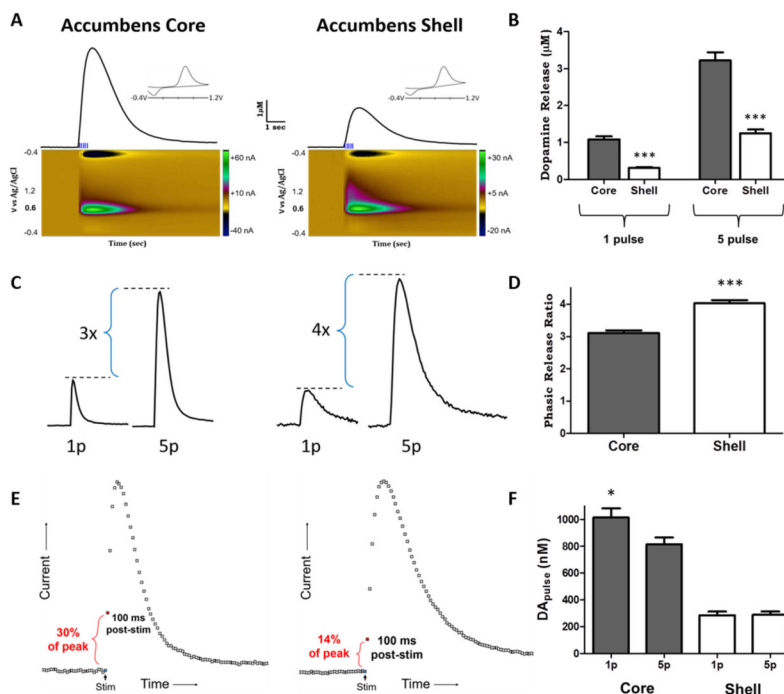 A
Accumbens Core
Accumbens Shell
-0.4V
1.2V
1µM
1 sec
-0.4V
1.2V
-0.4
1.2
0.6
-0.4
V vs Ag/AgCl
+60 nA
+10 nA
-40 nA
Time (sec)
-0.4
1.2
0.6
-0.4
V vs Ag/AgCl
+30 nA
+5 nA
-20 nA
Time (sec)
B
Dopamine Release (µM)
4
3
2
1
0
***
***
Core
Shell
Core
Shell
1 pulse
5 pulse
C
3x
1p
5p
4x
1p
5p
D
Phasic Release Ratio
4
3
2
1
0
***
Core
Shell
E
Current
30%
of peak
100 ms
post-stim
Stim
Time
Current
14%
of peak
100 ms
post-stim
Stim
Time
F
DApulse
(nM)
1000
800
600
400
200
0
*
1p
5p
1p
5p
Core
Shell